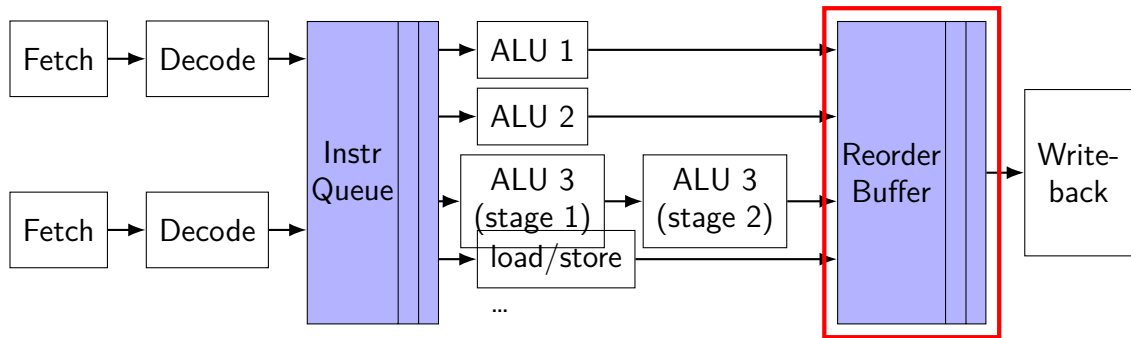 Fetch
Decode
Fetch
Decode
Instr
Queue
ALU 1
ALU 2
ALU 3
(stage 1)
ALU 3
(stage 2)
load/store
...
Reorder
Buffer
Write-
back